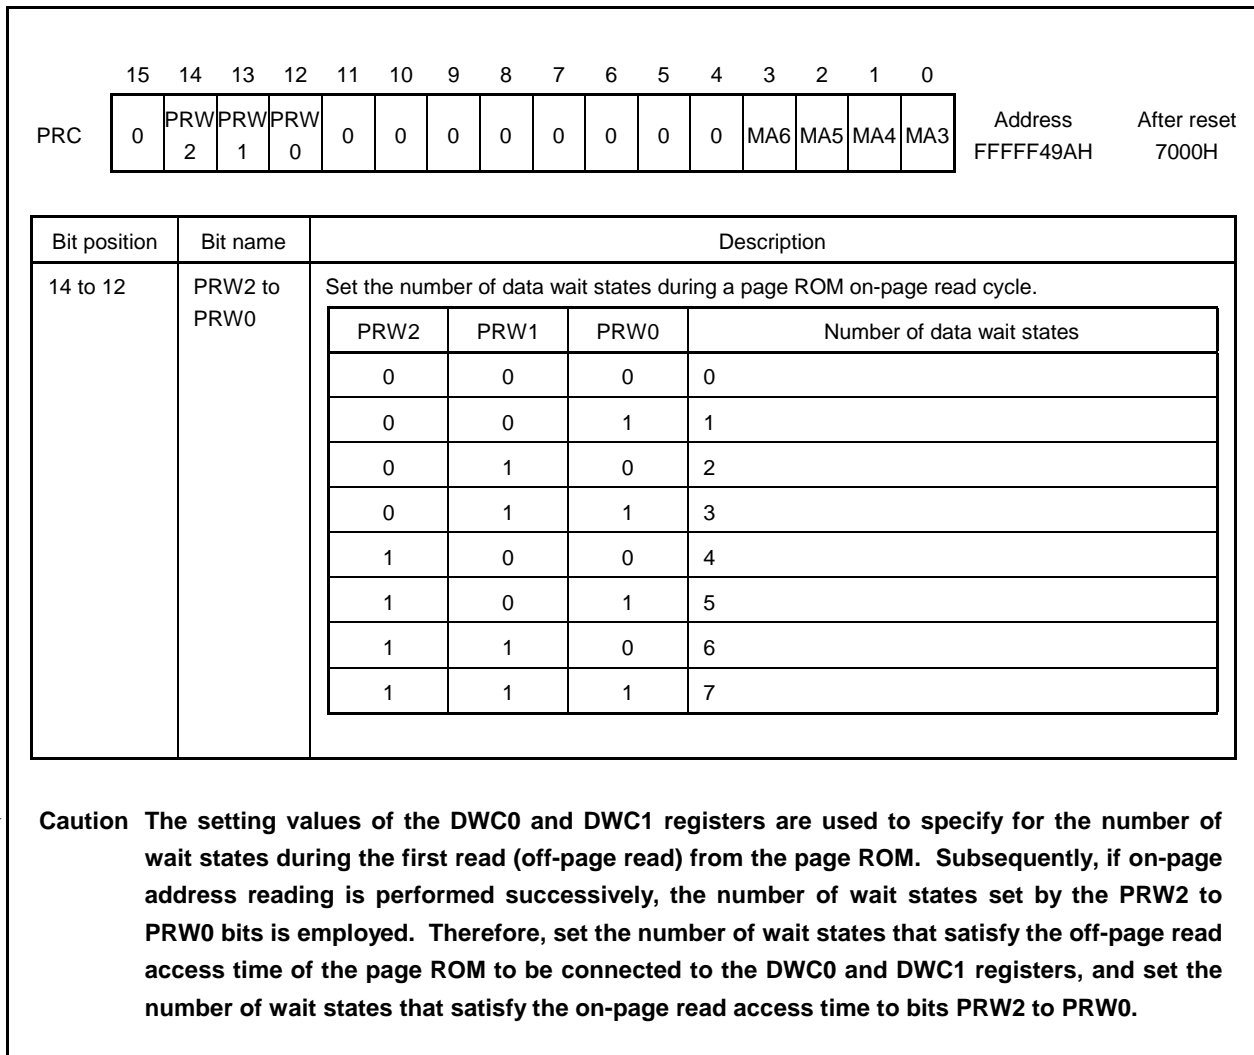 15 14 13 12 11 10 9 8 7 6 5 4 3 2 1 0
PRC 0 PRW2 PRW1 PRW0 0 0 0 0 0 0 0 0 MA6 MA5 MA4 MA3 Address FFFFF49AH After reset 7000H
Bit position Bit name Description
14 to 12 PRW2 to PRW0 Set the number of data wait states during a page ROM on-page read cycle.
PRW2 PRW1 PRW0 Number of data wait states
0 0 0 0
0 0 1 1
0 1 0 2
0 1 1 3
1 0 0 4
1 0 1 5
1 1 0 6
1 1 1 7
Caution The setting values of the DWC0 and DWC1 registers are used to specify for the number of
wait states during the first read (off-page read) from the page ROM. Subsequently, if on-page
address reading is performed successively, the number of wait states set by the PRW2 to
PRW0 bits is employed. Therefore, set the number of wait states that satisfy the off-page read
access time of the page ROM to be connected to the DWC0 and DWC1 registers, and set the
number of wait states that satisfy the on-page read access time to bits PRW2 to PRW0.